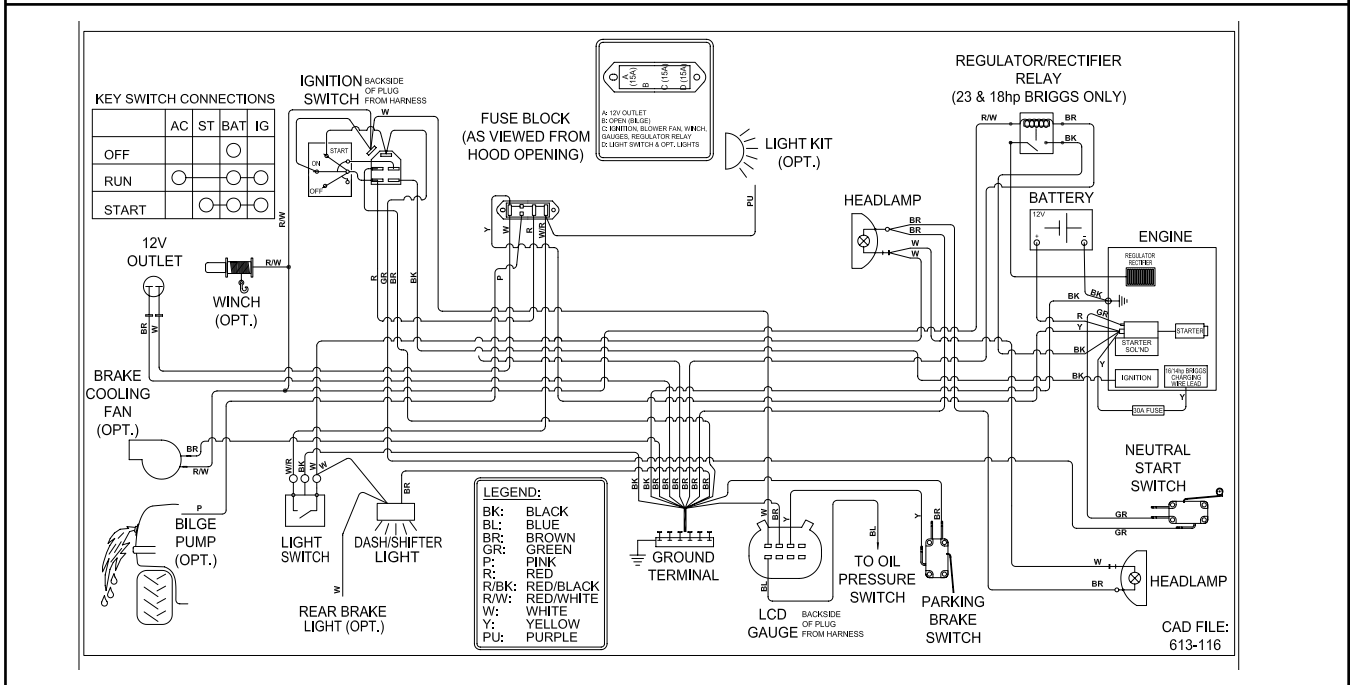 KEY SWITCH CONNECTIONS
AC ST BAT IG
OFF
RUN
START
IGNITION
SWITCH
BACKSIDE
OF PLUG
FROM HARNESS
W
START
ON
OFF
R/W
R
GR
BR
BK
FUSE BLOCK
(AS VIEWED FROM
HOOD OPENING)
A
(15A)
B
C (15A)
D (15A)
A: 12V OUTLET
B: OPEN (BILGE)
C: IGNITION, BLOWER FAN, WINCH,
GAUGES, REGULATOR RELAY
D: LIGHT SWITCH & OPT. LIGHTS
Y
W
R
W/R
P
LIGHT KIT
(OPT.)
PU
REGULATOR/RECTIFIER
RELAY
(23 & 18hp BRIGGS ONLY)
R/W
BR
BK
HEADLAMP
BR
BR
W
W
BATTERY
12V
+
-
ENGINE
REGULATOR
RECTIFIER
BK
BK
GR
R
Y
BK
STARTER
SOL'ND
STARTER
Y
BK
IGNITION
16/14hp BRIGGS
CHARGING
WIRE LEAD
Y
30A FUSE
12V
OUTLET
BR
W
WINCH
(OPT.)
R/W
BRAKE
COOLING
FAN
(OPT.)
BR
R/W
P
BILGE
PUMP
(OPT.)
W/R
BK
W
W
LIGHT
SWITCH
BR
DASH/SHIFTER
LIGHT
W
REAR BRAKE
LIGHT (OPT.)
LEGEND:
BK: BLACK
BL: BLUE
BR: BROWN
GR: GREEN
P: PINK
R: RED
R/BK: RED/BLACK
R/W: RED/WHITE
W: WHITE
Y: YELLOW
PU: PURPLE
BK
BK
BR
BR
BR
BR
BR
BR
GROUND
TERMINAL
W
BR
Y
BL
LCD
GAUGE
BACKSIDE
OF PLUG
FROM HARNESS
BL
TO OIL
PRESSURE
SWITCH
Y
BR
PARKING
BRAKE
SWITCH
NEUTRAL
START
SWITCH
GR
GR
W
BR
HEADLAMP
CAD FILE:
613-116